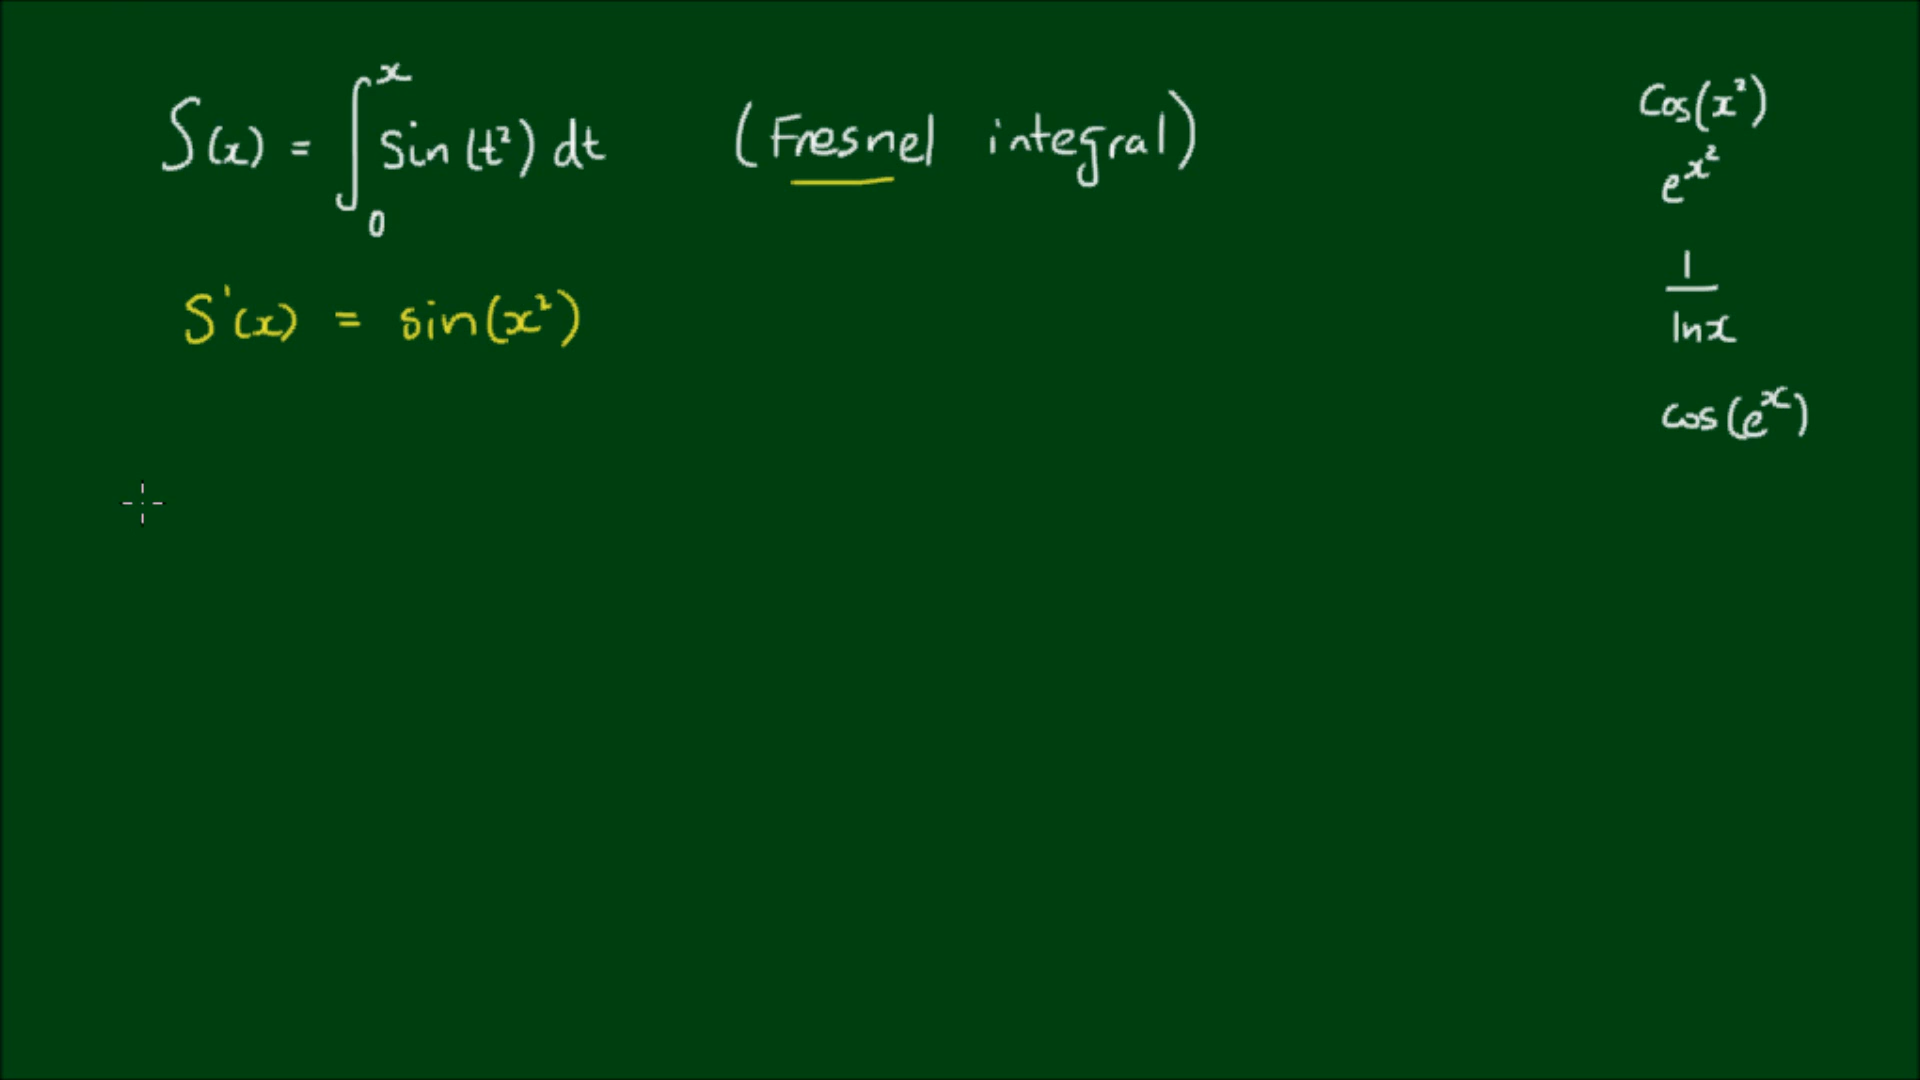 S(x) = ∫₀ˣ sin(t²) dt (Fresnel integral)
S'(x) = sin(x²)
Cos(x²)
e^x²
1/lnx
cos(e^x)